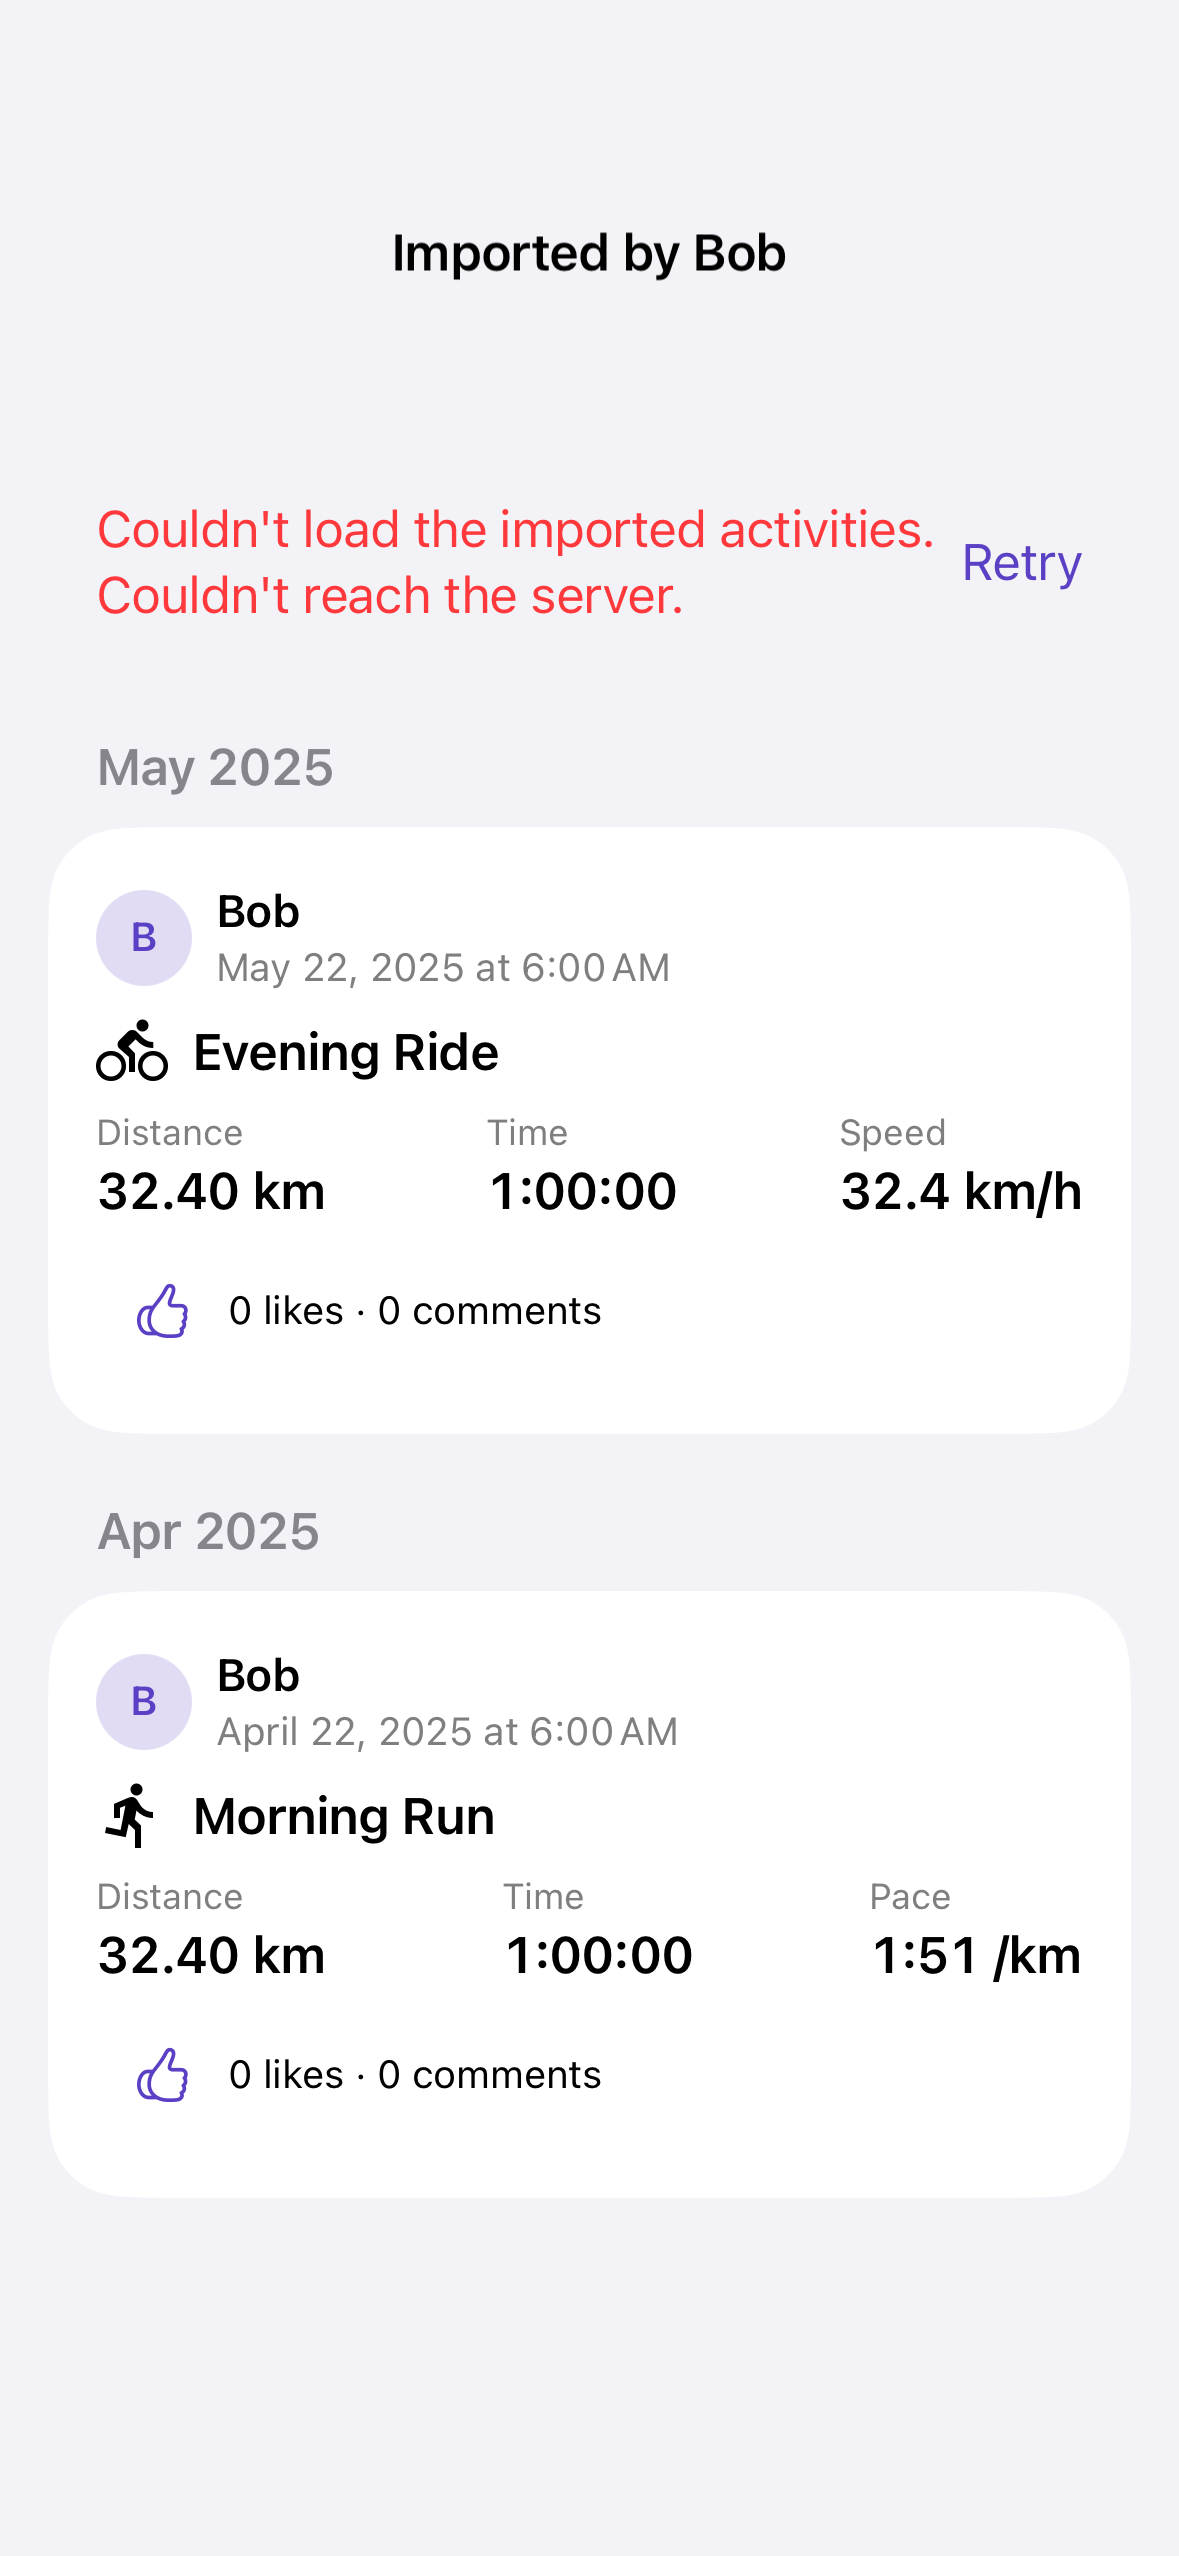 Imported by Bob
Couldn't load the imported activities.
Couldn't reach the server.
Retry
May 2025
B
Bob
May 22, 2025 at 6:00 AM
Evening Ride
Distance Time Speed
32.40 km 1:00:00 32.4 km/h
0 likes · 0 comments
Apr 2025
B
Bob
April 22, 2025 at 6:00 AM
Morning Run
Distance Time Pace
32.40 km 1:00:00 1:51 /km
0 likes · 0 comments